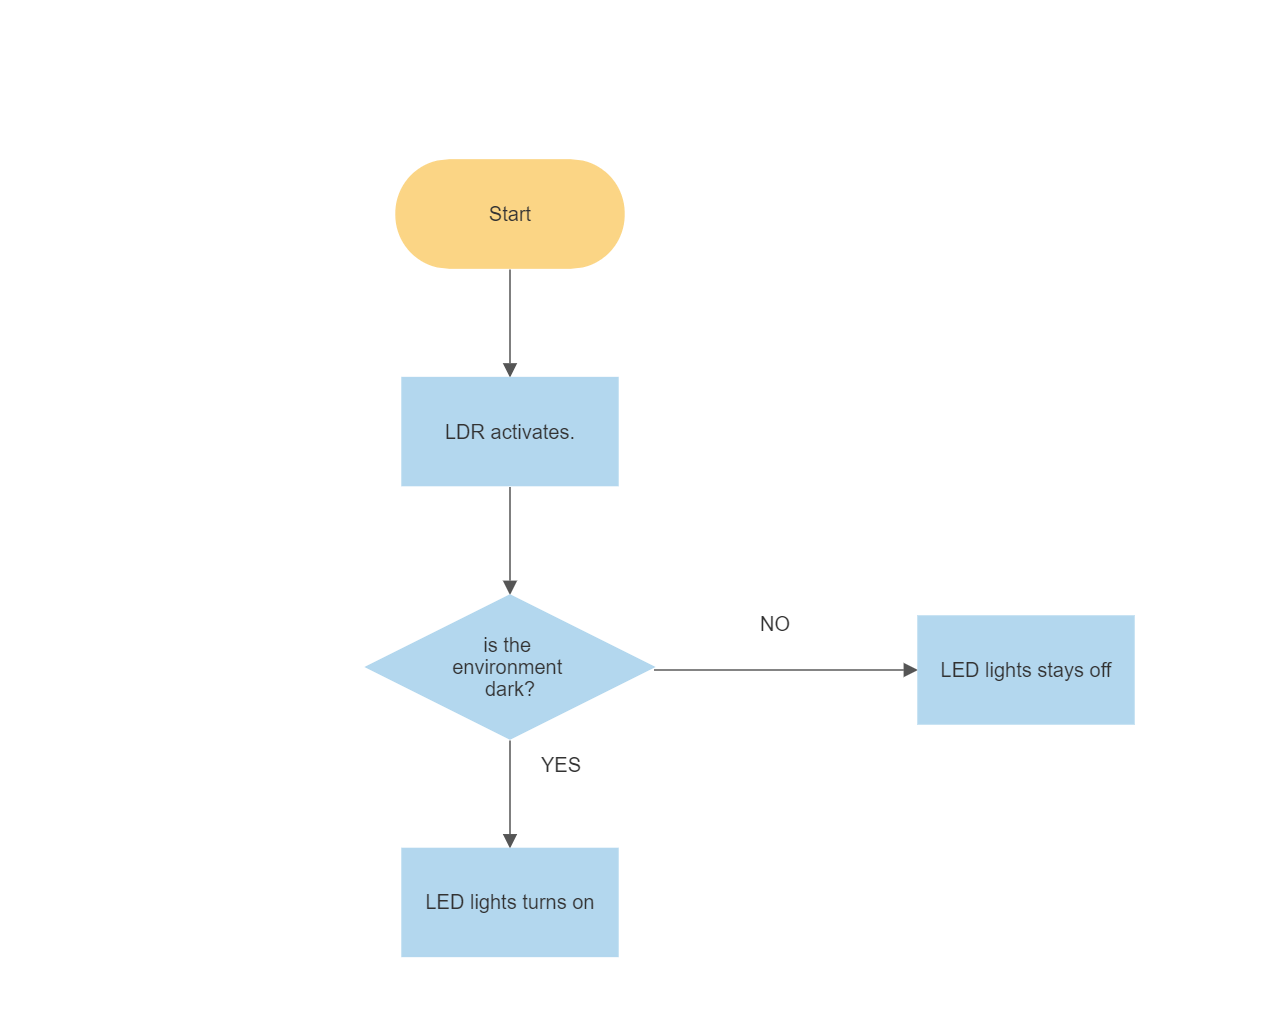 Start
LDR activates.
is the
environment
dark?
NO
LED lights stays off
YES
LED lights turns on